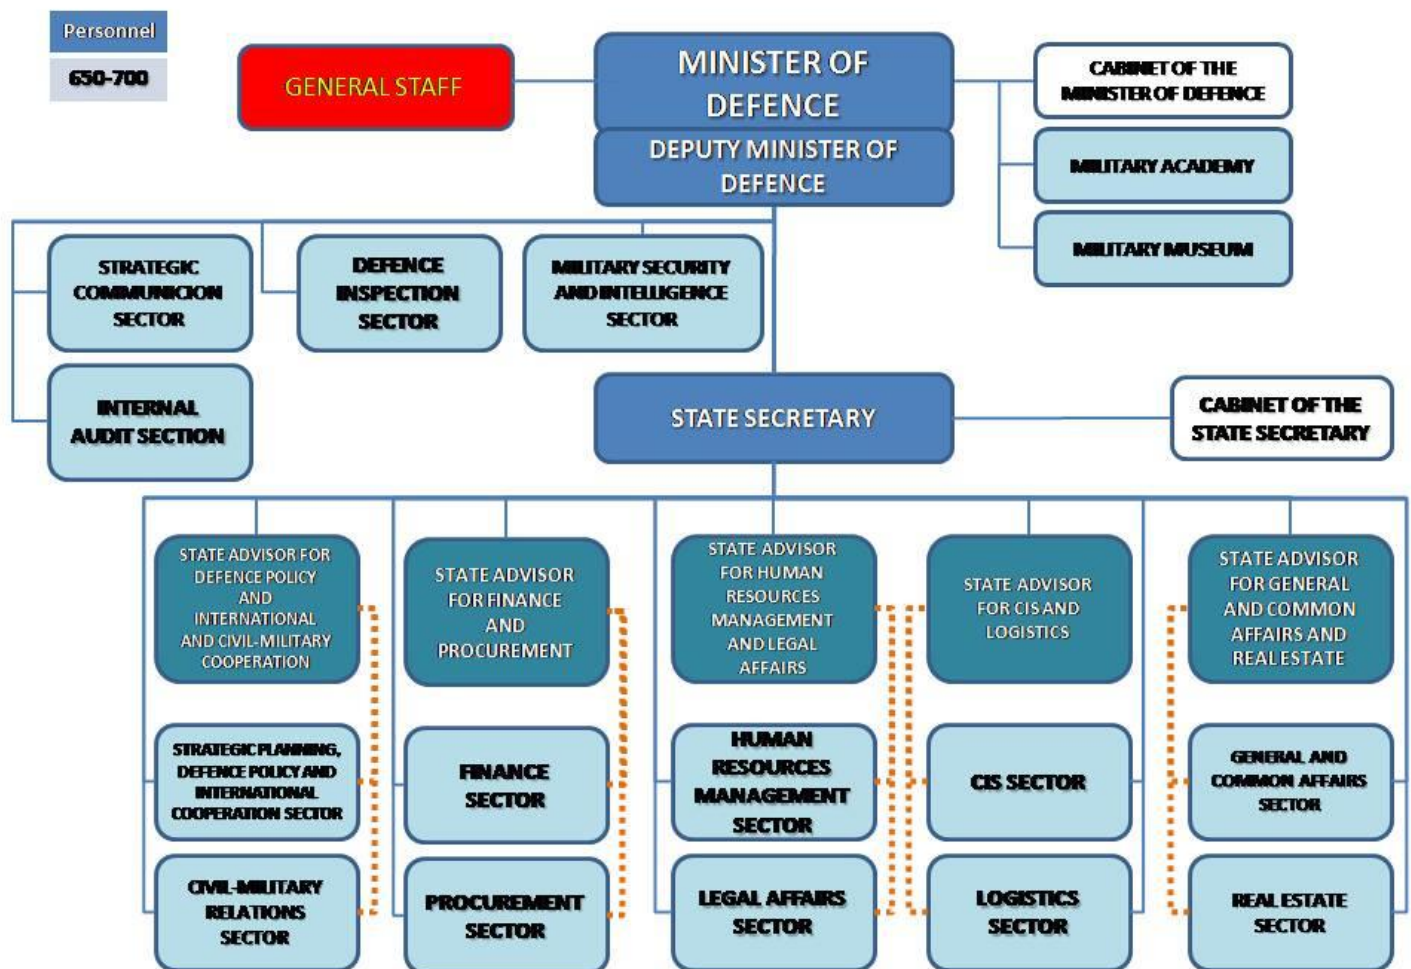 Personnel
650-700
GENERAL STAFF
MINISTER OF
DEFENCE
DEPUTY MINISTER OF
DEFENCE
CABINET OF THE
MINISTER OF DEFENCE
MILITARY ACADEMY
MILITARY MUSEUM
STRATEGIC
COMMUNICION
SECTOR
DEFENCE
INSPECTION
SECTOR
MILITARY SECURITY
AND INTELLIGENCE
SECTOR
INTERNAL
AUDIT SECTION
STATE SECRETARY
CABINET OF THE
STATE SECRETARY
STATE ADVISOR FOR
DEFENCE POLICY
AND
INTERNATIONAL
AND CIVIL-MILITARY
COOPERATION
STATE ADVISOR
FOR FINANCE
AND
PROCUREMENT
STATE ADVISOR
FOR HUMAN
RESOURCES
MANAGEMENT
AND LEGAL
AFFAIRS
STATE ADVISOR
FOR CIS AND
LOGISTICS
STATE ADVISOR
FOR GENERAL
AND COMMON
AFFAIRS AND
REAL ESTATE
STRATEGIC PLANNING,
DEFENCE POLICY AND
INTERNATIONAL
COOPERATION SECTOR
FINANCE
SECTOR
HUMAN
RESOURCES
MANAGEMENT
SECTOR
CIS SECTOR
GENERAL AND
COMMON AFFAIRS
SECTOR
CIVIL-MILITARY
RELATIONS
SECTOR
PROCUREMENT
SECTOR
LEGAL AFFAIRS
SECTOR
LOGISTICS
SECTOR
REAL ESTATE
SECTOR